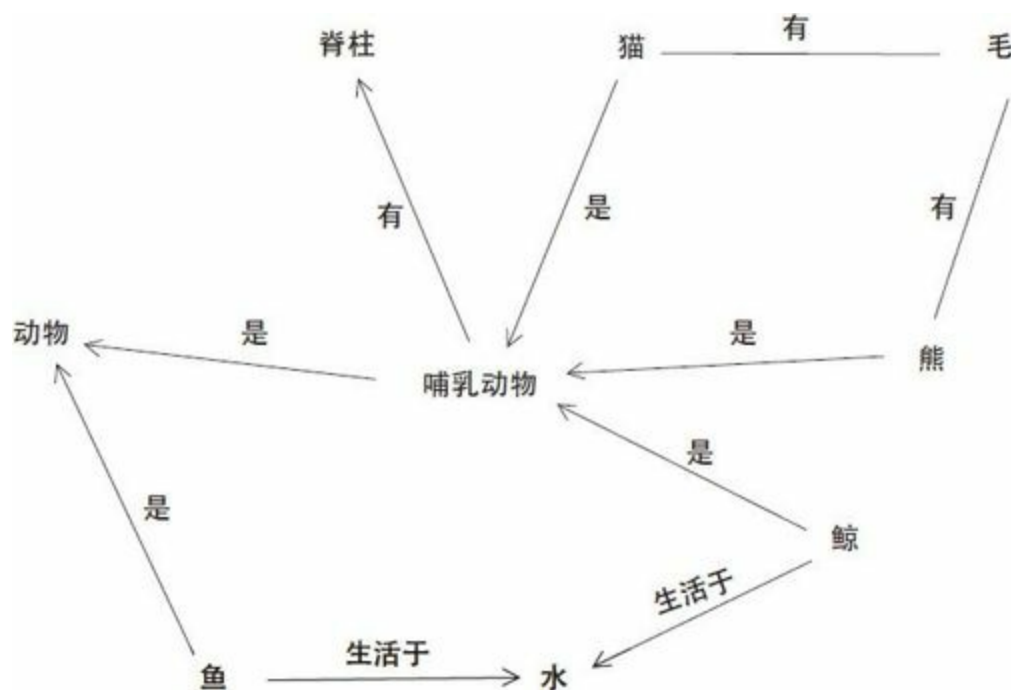 有
脊柱
猫
毛
有
是
有
动物
是
是
熊
哺乳动物
是
是
鲸
生活于
生活于
鱼
水